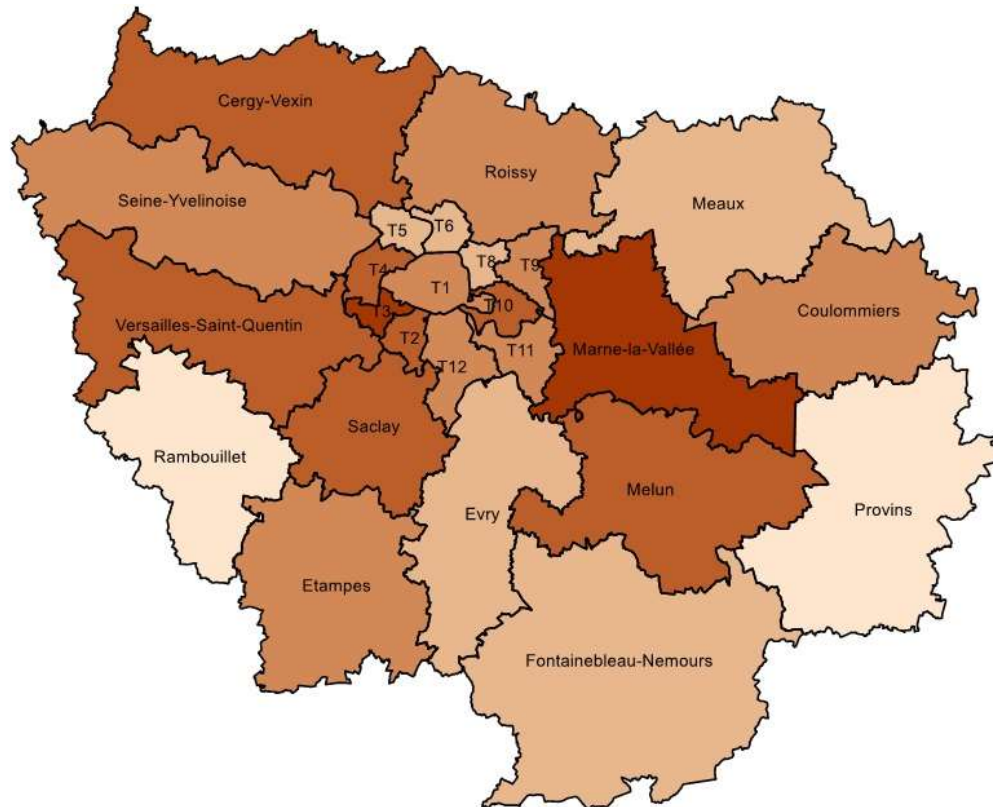 Cergy-Vexin
Roissy
Seine-Yvelinoise
Meaux
T5
T6
T8
T9
T4
T1
T3
T10
Coulommiers
Versailles-Saint-Quentin
T2
T11
Marne-la-Vallée
T12
Saclay
Rambouillet
Melun
Evry
Provins
Etampes
Fontainebleau-Nemours